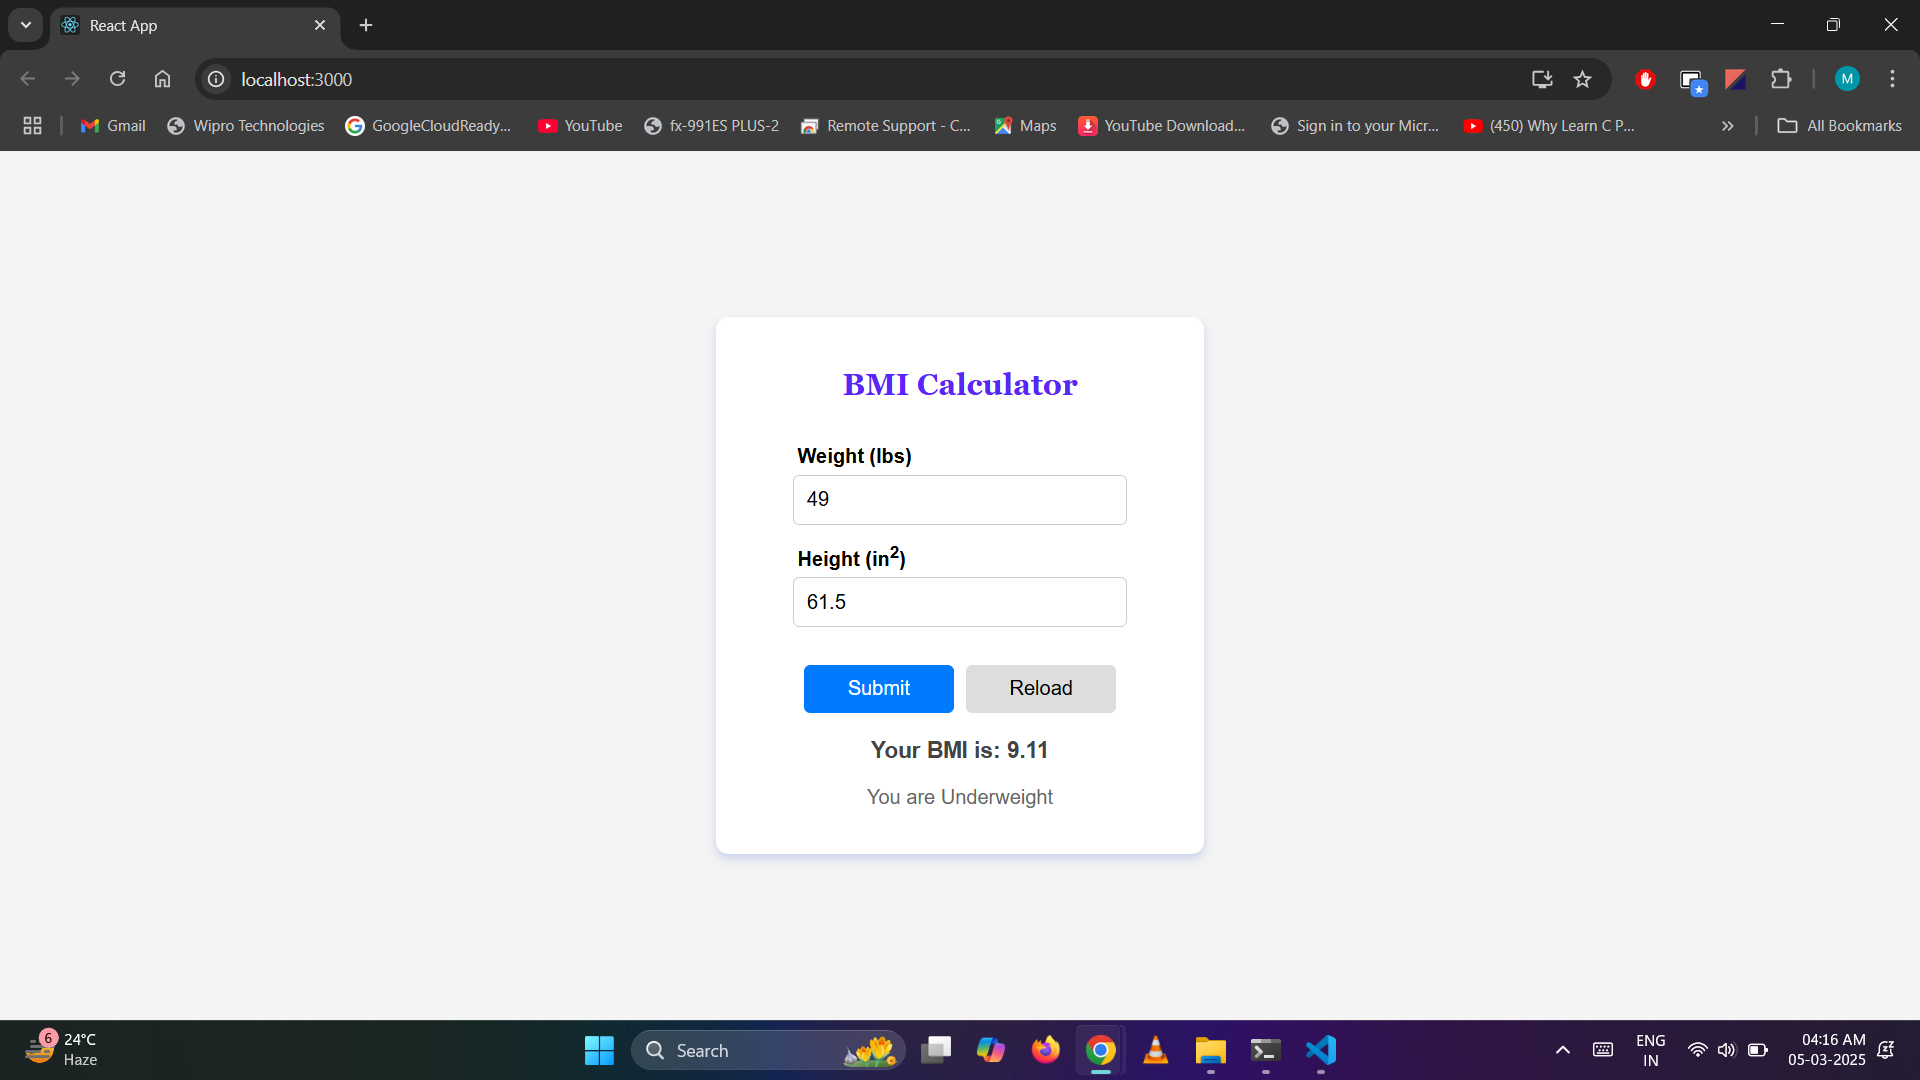 React App
localhost:3000
M
Gmail
Wipro Technologies
GoogleCloudReady...
YouTube
fx-991ES PLUS-2
Remote Support - C...
Maps
YouTube Download...
Sign in to your Micr...
(450) Why Learn C P...
All Bookmarks
BMI Calculator
Weight (lbs)
49
Height (in²)
61.5
Submit Reload
Your BMI is: 9.11
You are Underweight
6
24°C
Haze
Search
ENG
IN
04:16 AM
05-03-2025